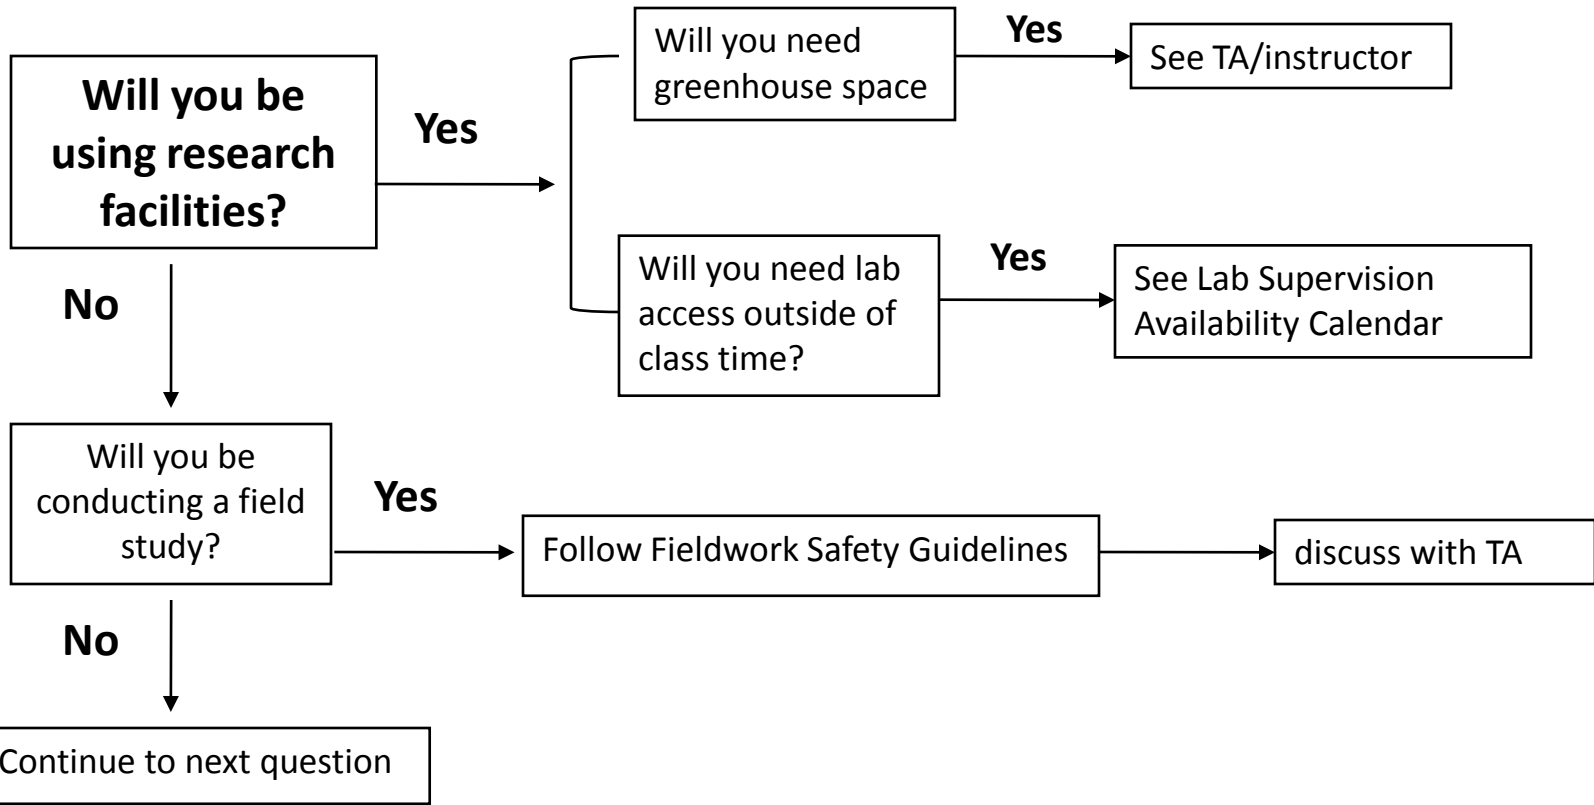 Will you be
using research
facilities?
Yes
Will you need
greenhouse space
Yes
See TA/instructor
Will you need lab
access outside of
class time?
Yes
See Lab Supervision
Availability Calendar
No
Will you be
conducting a field
study?
Yes
Follow Fieldwork Safety Guidelines
discuss with TA
No
Continue to next question